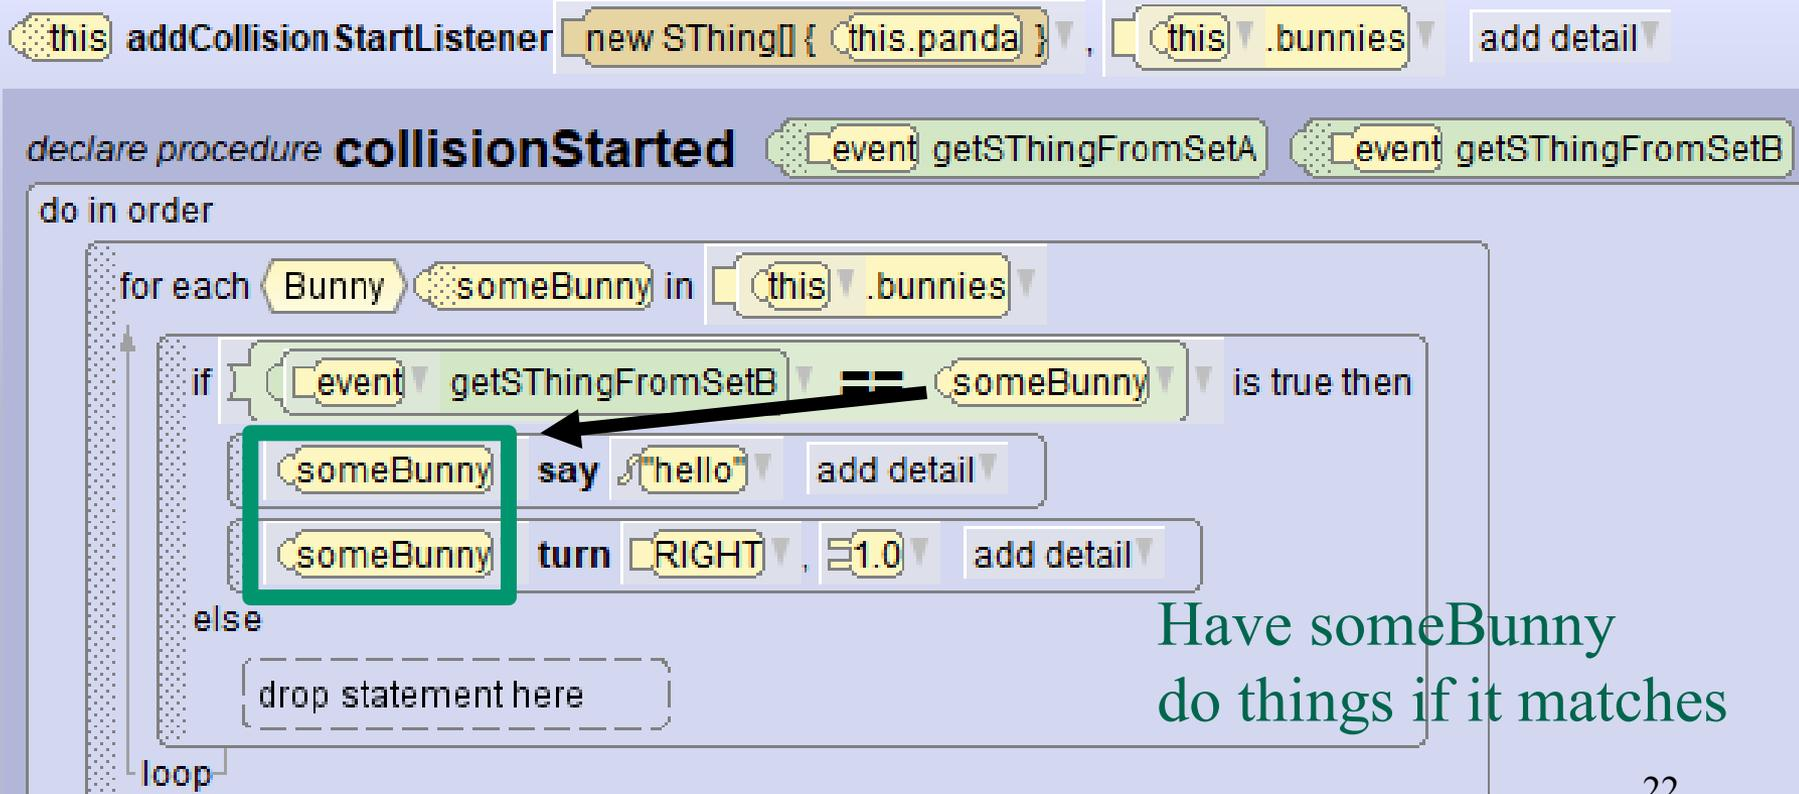 this addCollisionStartListener new SThing[] { this.panda } , this .bunnies add detail
declare procedure collisionStarted event getSThingFromSetA event getSThingFromSetB
do in order
for each Bunny someBunny in this .bunnies
if event getSThingFromSetB == someBunny is true then
someBunny say "hello" add detail
someBunny turn RIGHT , 1.0 add detail
else
Have someBunny
drop statement here
do things if it matches
loop
22